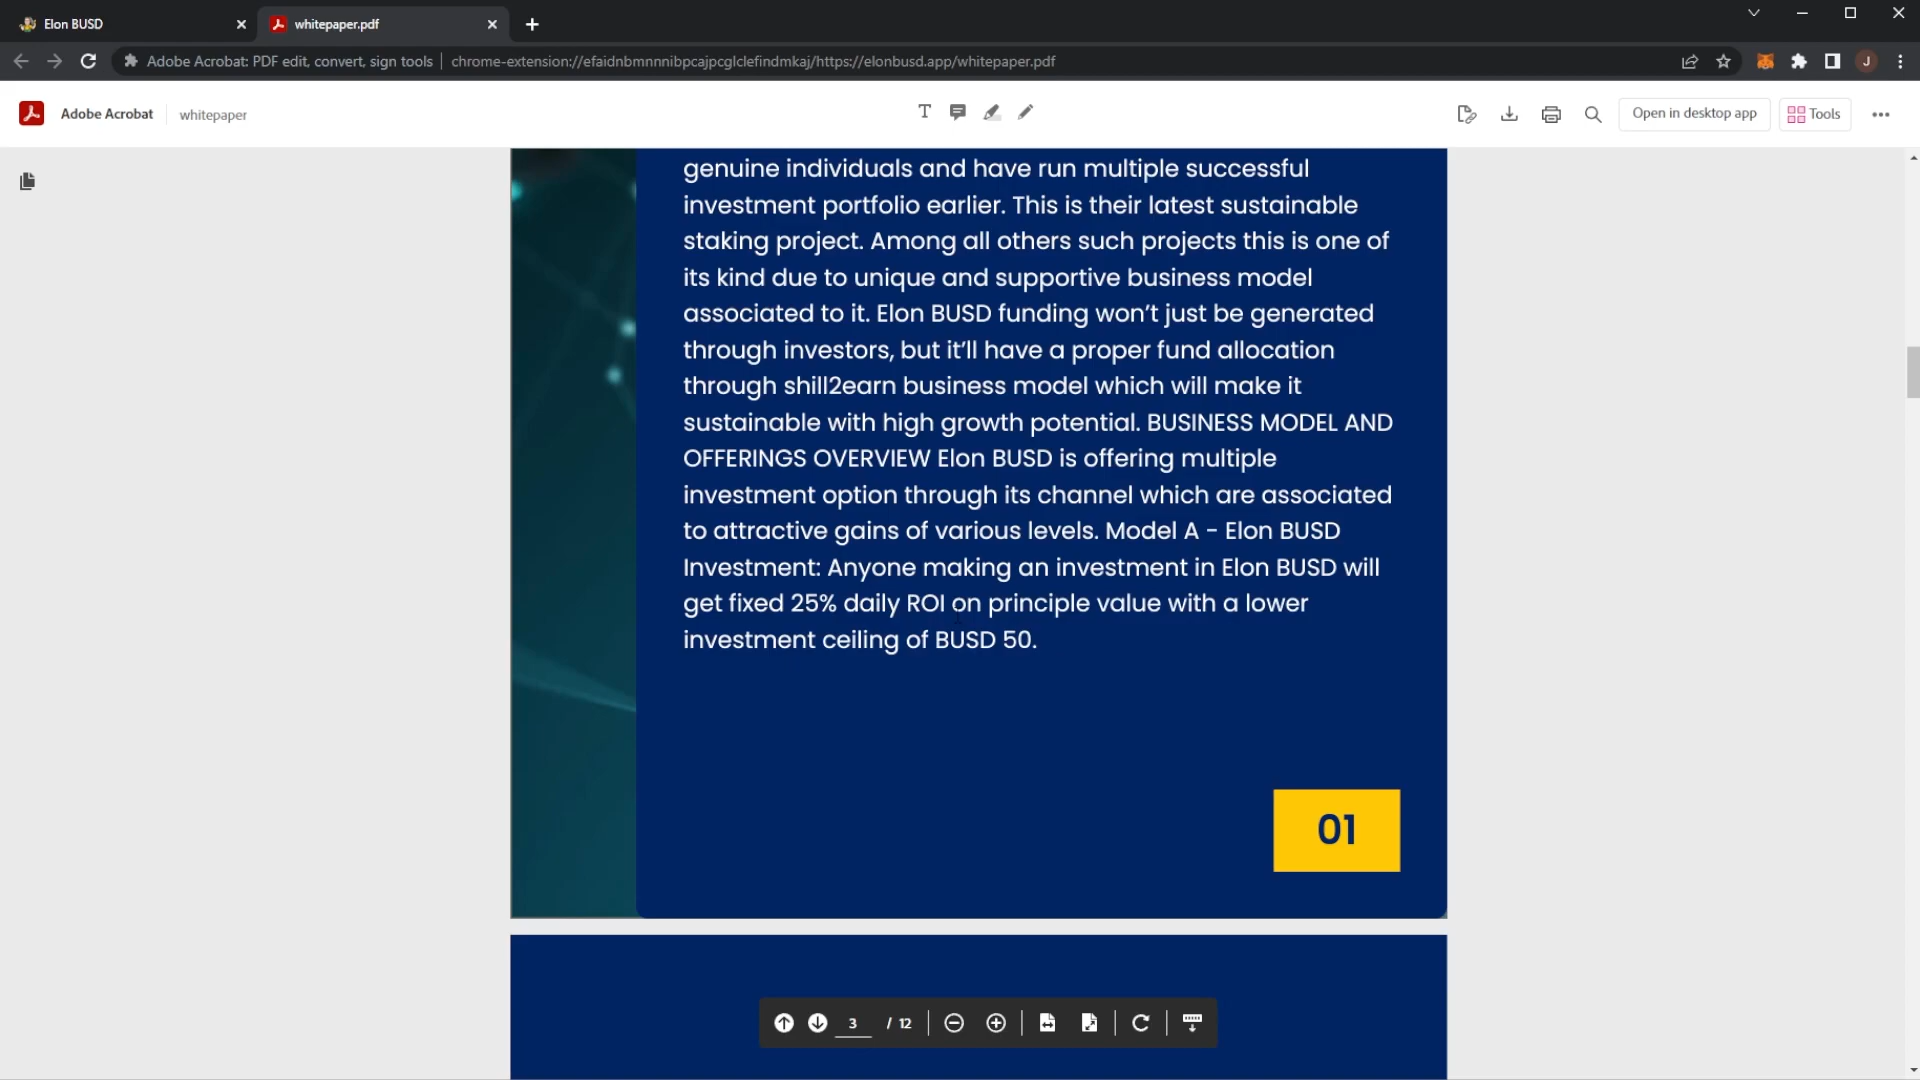 Elon BUSD
whitepaper.pdf
Adobe Acrobat: PDF edit, convert, sign tools
chrome-extension://efaidnbmnnnibpcajpcglclefindmkaj/https://elonbusd.app/whitepaper.pdf
J
Adobe Acrobat
whitepaper
T
Open in desktop app
Tools
genuine individuals and have run multiple successful
investment portfolio earlier. This is their latest sustainable
staking project. Among all others such projects this is one of
its kind due to unique and supportive business model
associated to it. Elon BUSD funding won’t just be generated
through investors, but it’ll have a proper fund allocation
through shill2earn business model which will make it
sustainable with high growth potential. BUSINESS MODEL AND
OFFERINGS OVERVIEW Elon BUSD is offering multiple
investment option through its channel which are associated
to attractive gains of various levels. Model A - Elon BUSD
Investment: Anyone making an investment in Elon BUSD will
get fixed 25% daily ROI on principle value with a lower
investment ceiling of BUSD 50.
01
3 / 12